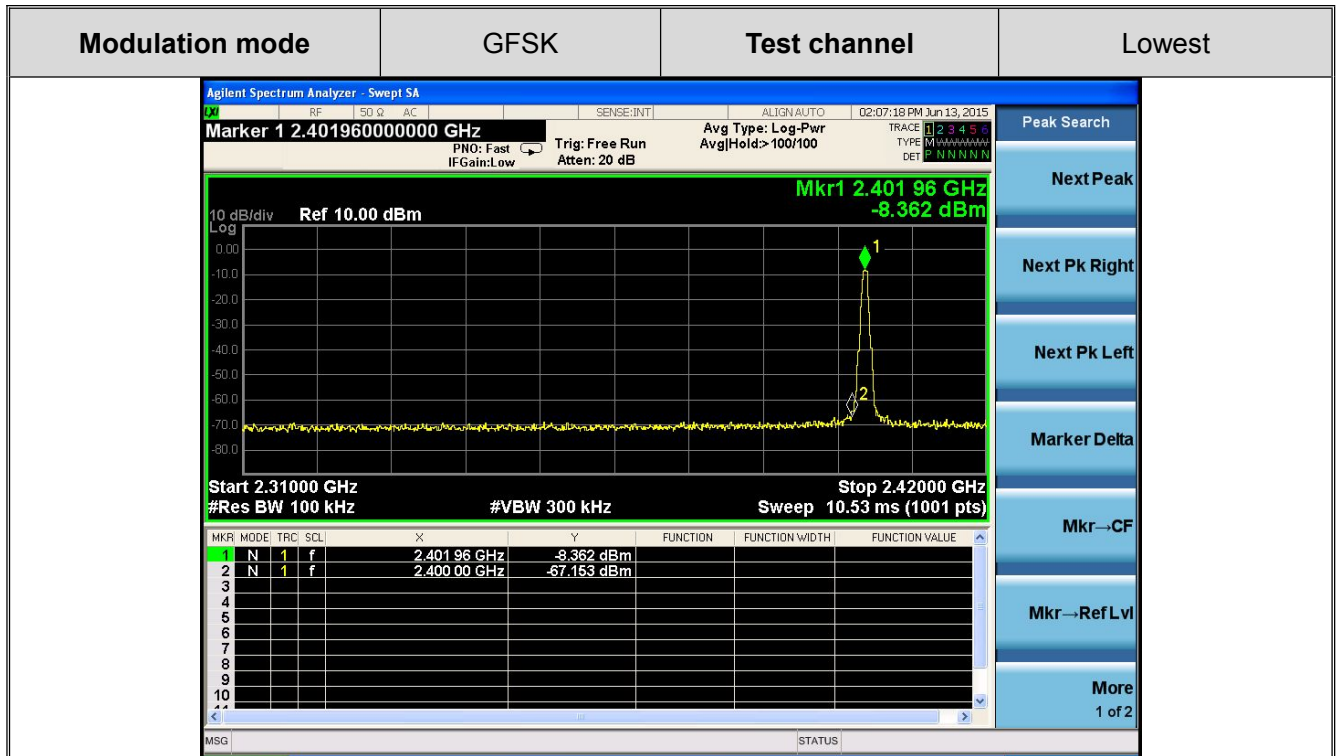 Modulation mode GFSK Test channel Lowest
Agilent Spectrum Analyzer - Swept SA
LXI RF 50 Ω AC SENSE:INT ALIGN AUTO 02:07:18 PM Jun 13, 2015
Marker 1 2.401960000000 GHz
PNO: Fast
IFGain:Low
Trig: Free Run
Atten: 20 dB
Avg Type: Log-Pwr
Avg|Hold:>100/100
TRACE 1 2 3 4 5 6
TYPE M
DET P N N N N N
Peak Search
Mkr1 2.401 96 GHz
-8.362 dBm
10 dB/div Ref 10.00 dBm
Log
0.00
-10.0
-20.0
-30.0
-40.0
-50.0
-60.0
-70.0
-80.0
1
2
Start 2.31000 GHz Stop 2.42000 GHz
#Res BW 100 kHz #VBW 300 kHz Sweep 10.53 ms (1001 pts)
MKR MODE TRC SCL X Y FUNCTION FUNCTION WIDTH FUNCTION VALUE
1 N 1 f 2.401 96 GHz -8.362 dBm
2 N 1 f 2.400 00 GHz -67.153 dBm
3
4
5
6
7
8
9
10
MSG STATUS
Next Peak
Next Pk Right
Next Pk Left
Marker Delta
Mkr→CF
Mkr→Ref Lvl
More
1 of 2